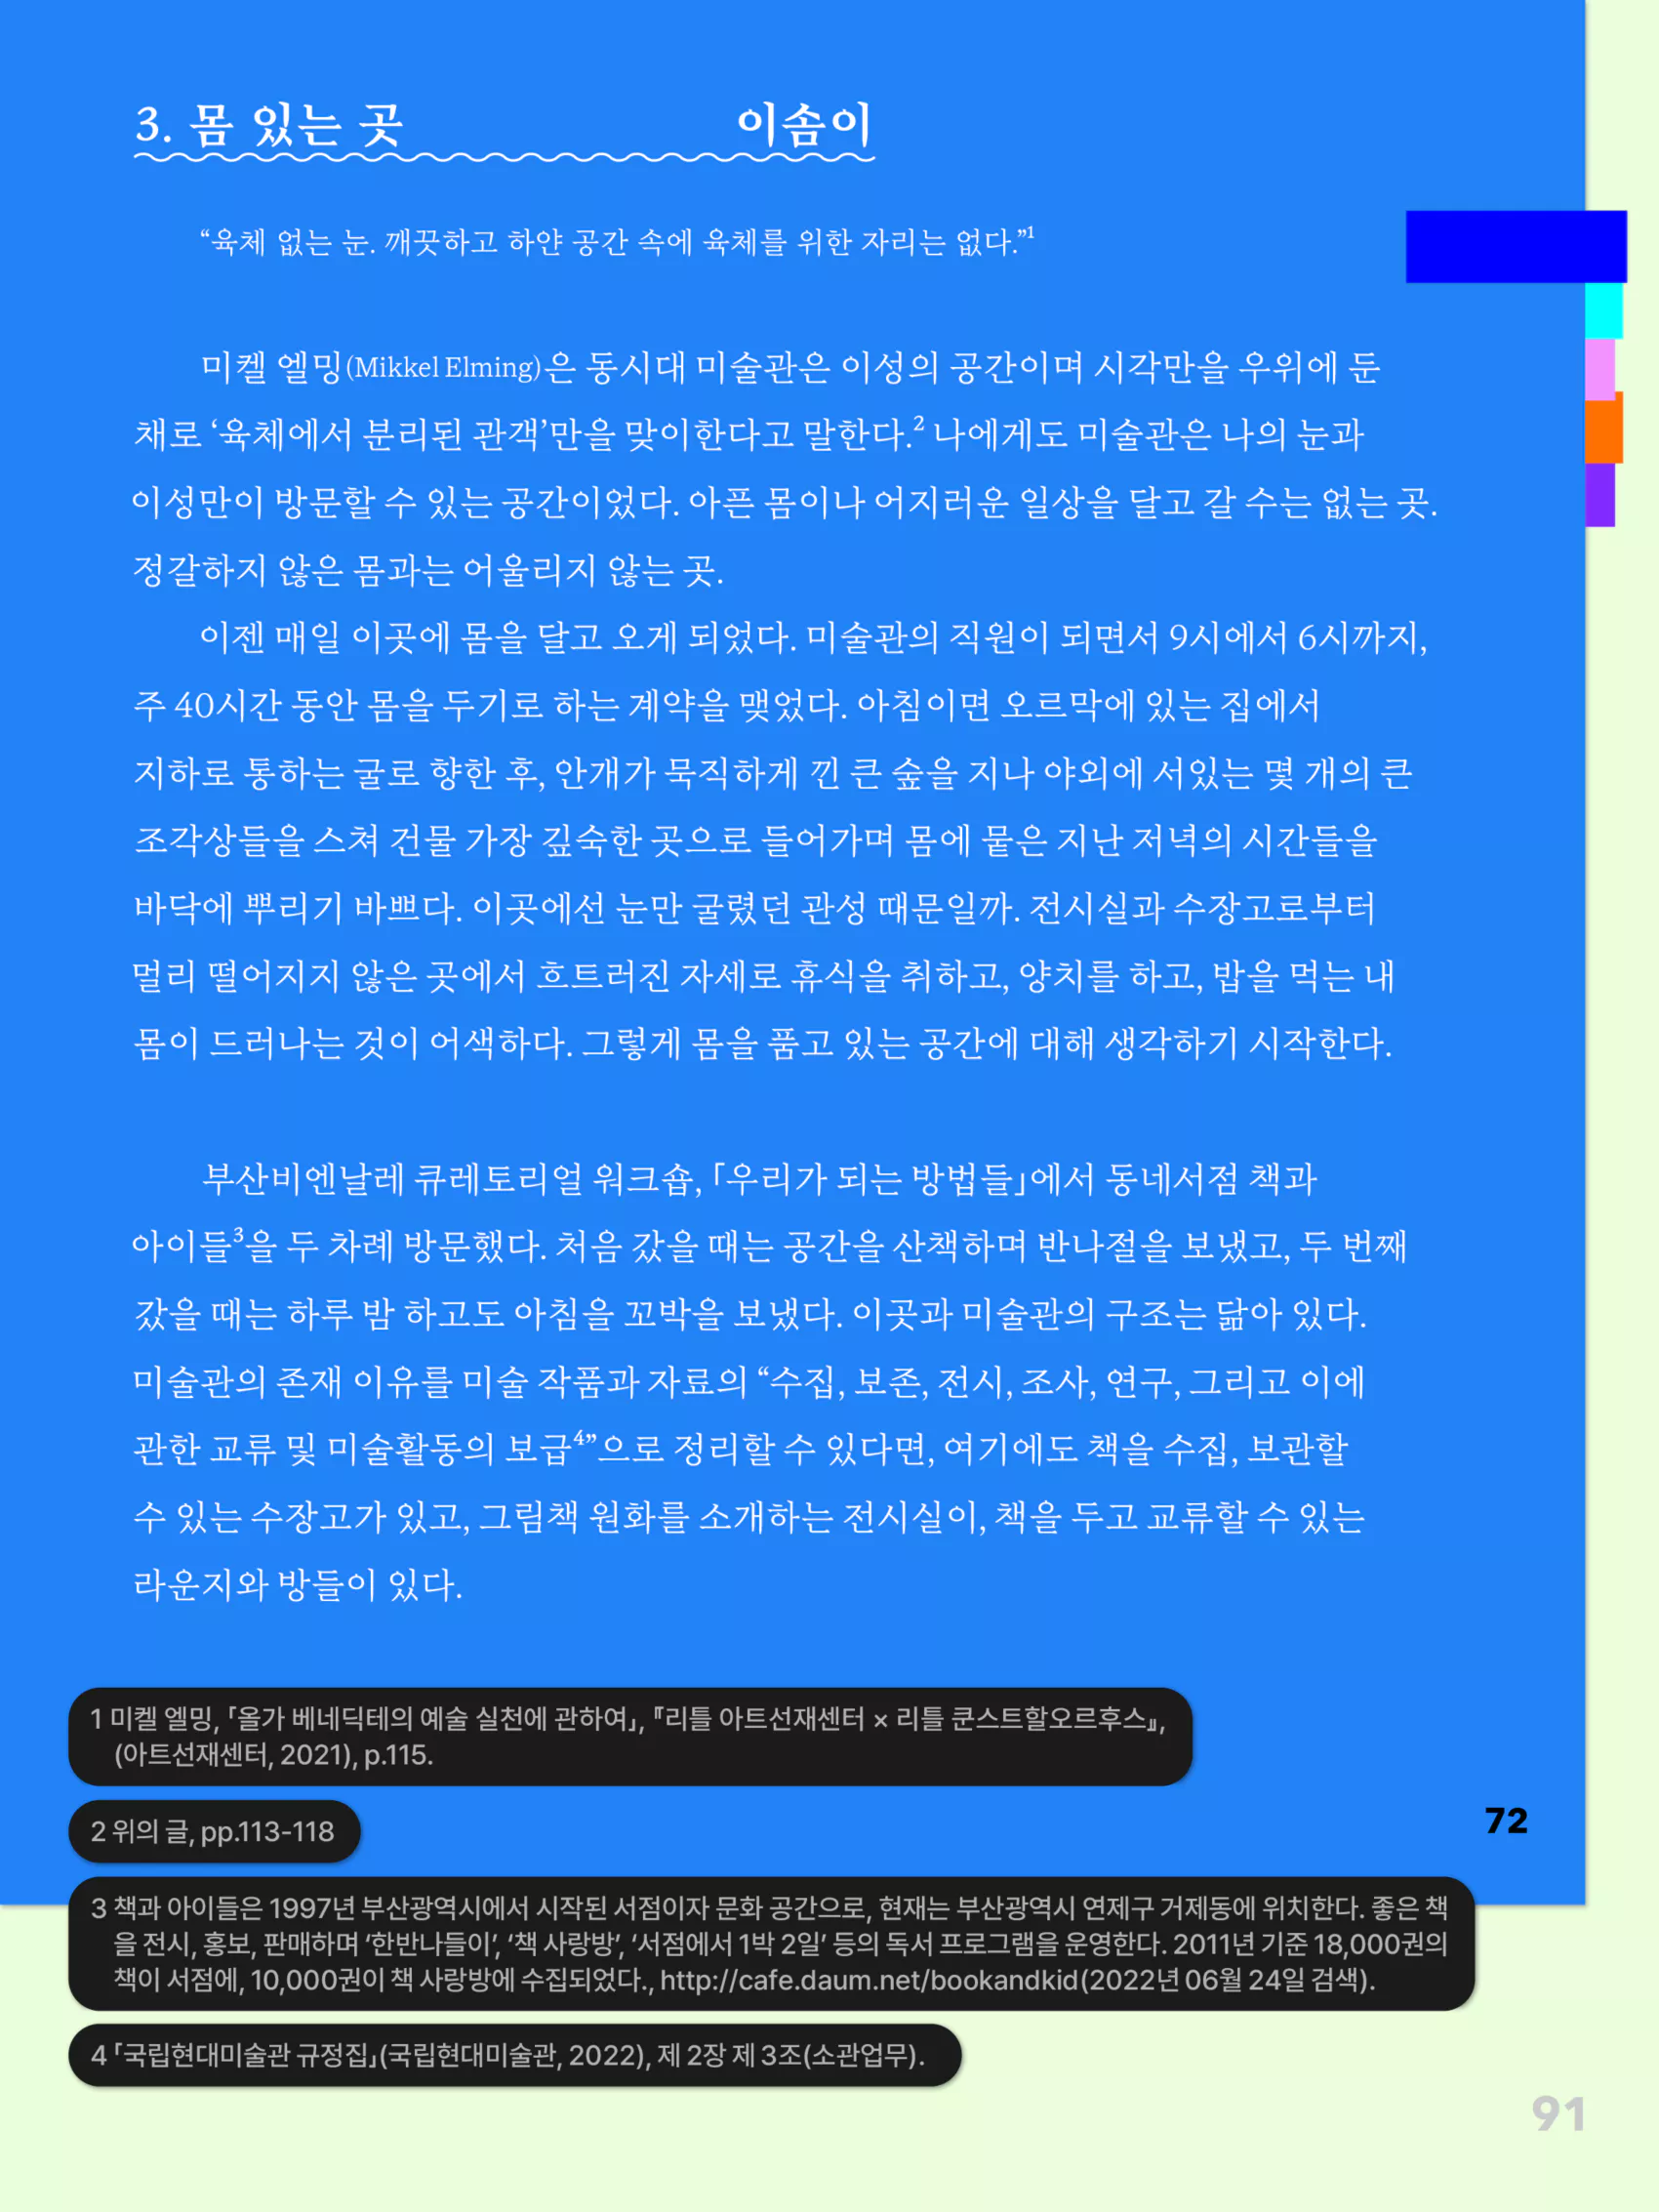 3. 몸 있는 곳 이솜이
“육체 없는 눈. 깨끗하고 하얀 공간 속에 육체를 위한 자리는 없다.”1
미켈 엘밍(Mikkel Elming)은 동시대 미술관은 이성의 공간이며 시각만을 우위에 둔
채로 ‘육체에서 분리된 관객’만을 맞이한다고 말한다.2 나에게도 미술관은 나의 눈과
이성만이 방문할 수 있는 공간이었다. 아픈 몸이나 어지러운 일상을 달고 갈 수는 없는 곳.
정갈하지 않은 몸과는 어울리지 않는 곳.
이젠 매일 이곳에 몸을 달고 오게 되었다. 미술관의 직원이 되면서 9시에서 6시까지,
주 40시간 동안 몸을 두기로 하는 계약을 맺었다. 아침이면 오르막에 있는 집에서
지하로 통하는 굴로 향한 후, 안개가 묵직하게 낀 큰 숲을 지나 야외에 서있는 몇 개의 큰
조각상들을 스쳐 건물 가장 깊숙한 곳으로 들어가며 몸에 묻은 지난 저녁의 시간들을
바닥에 뿌리기 바쁘다. 이곳에선 눈만 굴렸던 관성 때문일까. 전시실과 수장고로부터
멀리 떨어지지 않은 곳에서 흐트러진 자세로 휴식을 취하고, 양치를 하고, 밥을 먹는 내
몸이 드러나는 것이 어색하다. 그렇게 몸을 품고 있는 공간에 대해 생각하기 시작한다.
부산비엔날레 큐레토리얼 워크숍, 「우리가 되는 방법들」에서 동네서점 책과
아이들3을 두 차례 방문했다. 처음 갔을 때는 공간을 산책하며 반나절을 보냈고, 두 번째
갔을 때는 하루 밤 하고도 아침을 꼬박을 보냈다. 이곳과 미술관의 구조는 닮아 있다.
미술관의 존재 이유를 미술 작품과 자료의 “수집, 보존, 전시, 조사, 연구, 그리고 이에
관한 교류 및 미술활동의 보급4”으로 정리할 수 있다면, 여기에도 책을 수집, 보관할
수 있는 수장고가 있고, 그림책 원화를 소개하는 전시실이, 책을 두고 교류할 수 있는
라운지와 방들이 있다.
1 미켈 엘밍, 「올가 베네딕테의 예술 실천에 관하여」, 『리틀 아트선재센터 × 리틀 쿤스트할오르후스』,
(아트선재센터, 2021), p.115.
2 위의 글, pp.113-118
72
3 책과 아이들은 1997년 부산광역시에서 시작된 서점이자 문화 공간으로, 현재는 부산광역시 연제구 거제동에 위치한다. 좋은 책
을 전시, 홍보, 판매하며 ‘한반나들이’, ‘책 사랑방’, ‘서점에서 1박 2일’ 등의 독서 프로그램을 운영한다. 2011년 기준 18,000권의
책이 서점에, 10,000권이 책 사랑방에 수집되었다., http://cafe.daum.net/bookandkid(2022년 06월 24일 검색).
4 「국립현대미술관 규정집」(국립현대미술관, 2022), 제 2장 제 3조(소관업무).
91